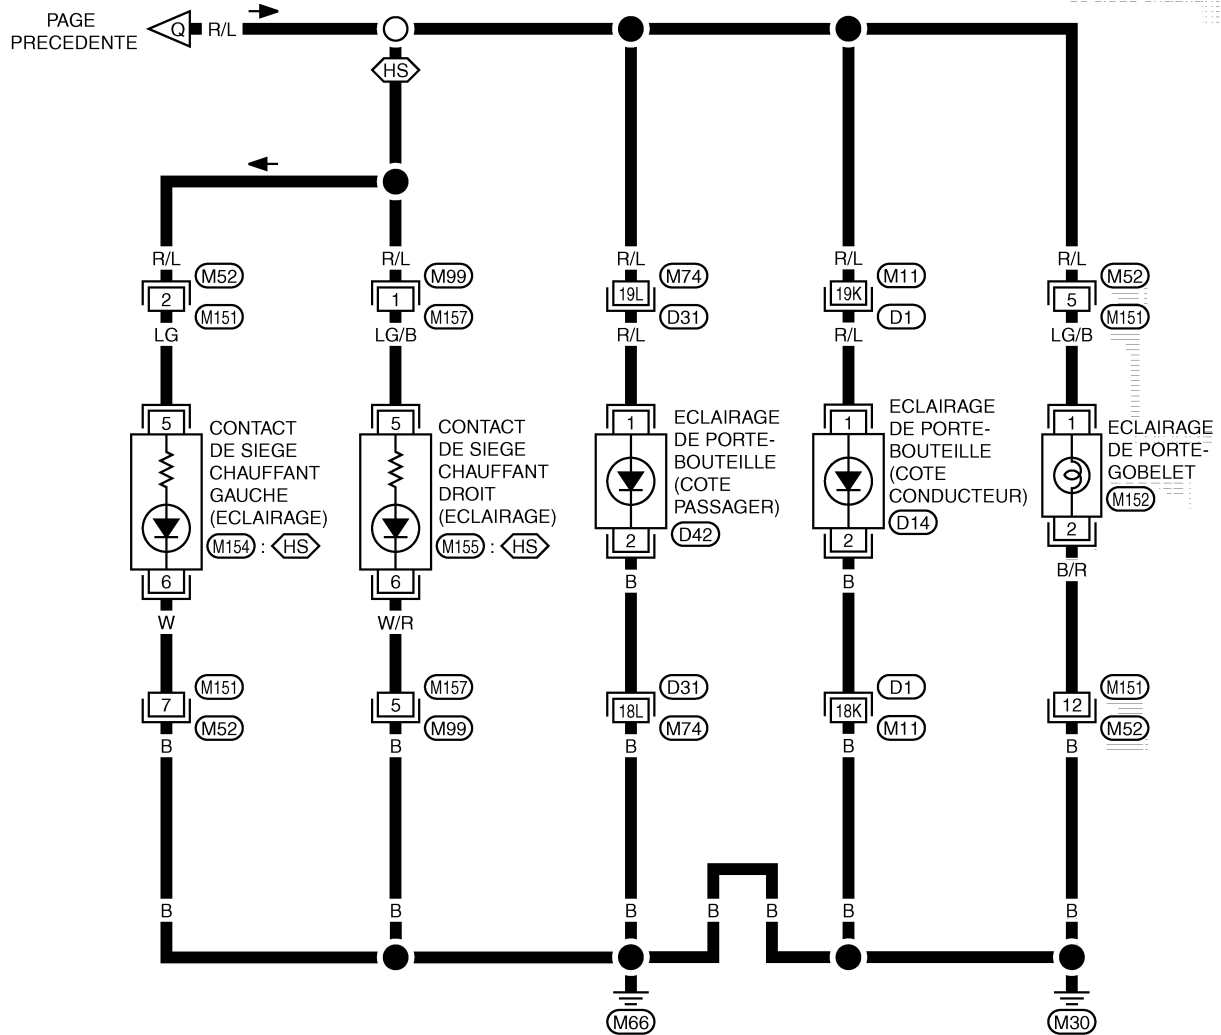 PAGE
PRECEDENTE
Q
R/L
HS
R/L
R/L
R/L
R/L
R/L
M52
M99
M74
M11
M52
2
1
19L
19K
5
M151
M157
D31
D1
M151
LG
LG/B
R/L
R/L
LG/B
5
5
1
1
1
CONTACT
DE SIEGE
CHAUFFANT
GAUCHE
(ECLAIRAGE)
M154 : HS
CONTACT
DE SIEGE
CHAUFFANT
DROIT
(ECLAIRAGE)
M155 : HS
ECLAIRAGE
DE PORTE-
BOUTEILLE
(COTE
PASSAGER)
D42
ECLAIRAGE
DE PORTE-
BOUTEILLE
(COTE
CONDUCTEUR)
D14
ECLAIRAGE
DE PORTE-
GOBELET
M152
6
6
2
2
2
W
W/R
B
B
B/R
M151
M157
D31
D1
M151
7
5
18L
18K
12
M52
M99
M74
M11
M52
B
B
B
B
B
B
B
B
B
B
B
B
M66
M30